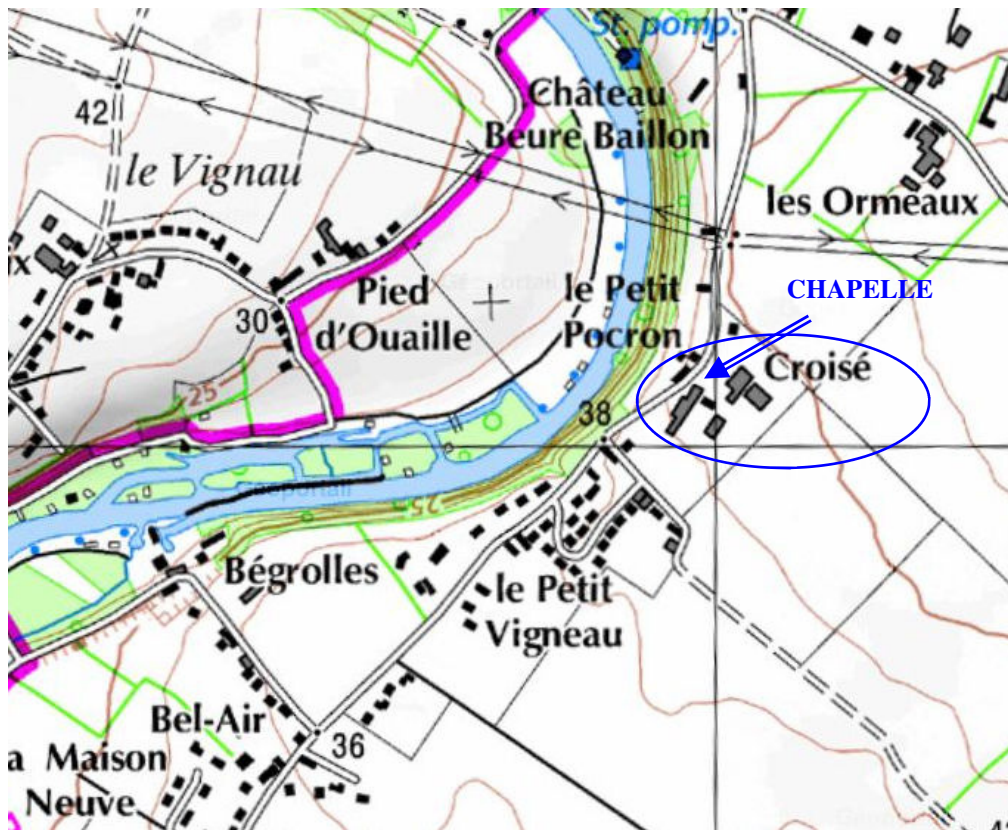 St. pomp.
Château
Beure Baillon
42
le Vignau
les Ormeaux
CHAPELLE
Pied
d'Ouaille
le Petit
Pocron
30
Croisé
25
38
25
Bégrolles
le Petit
Vigneau
Bel-Air
36
a Maison
Neuve